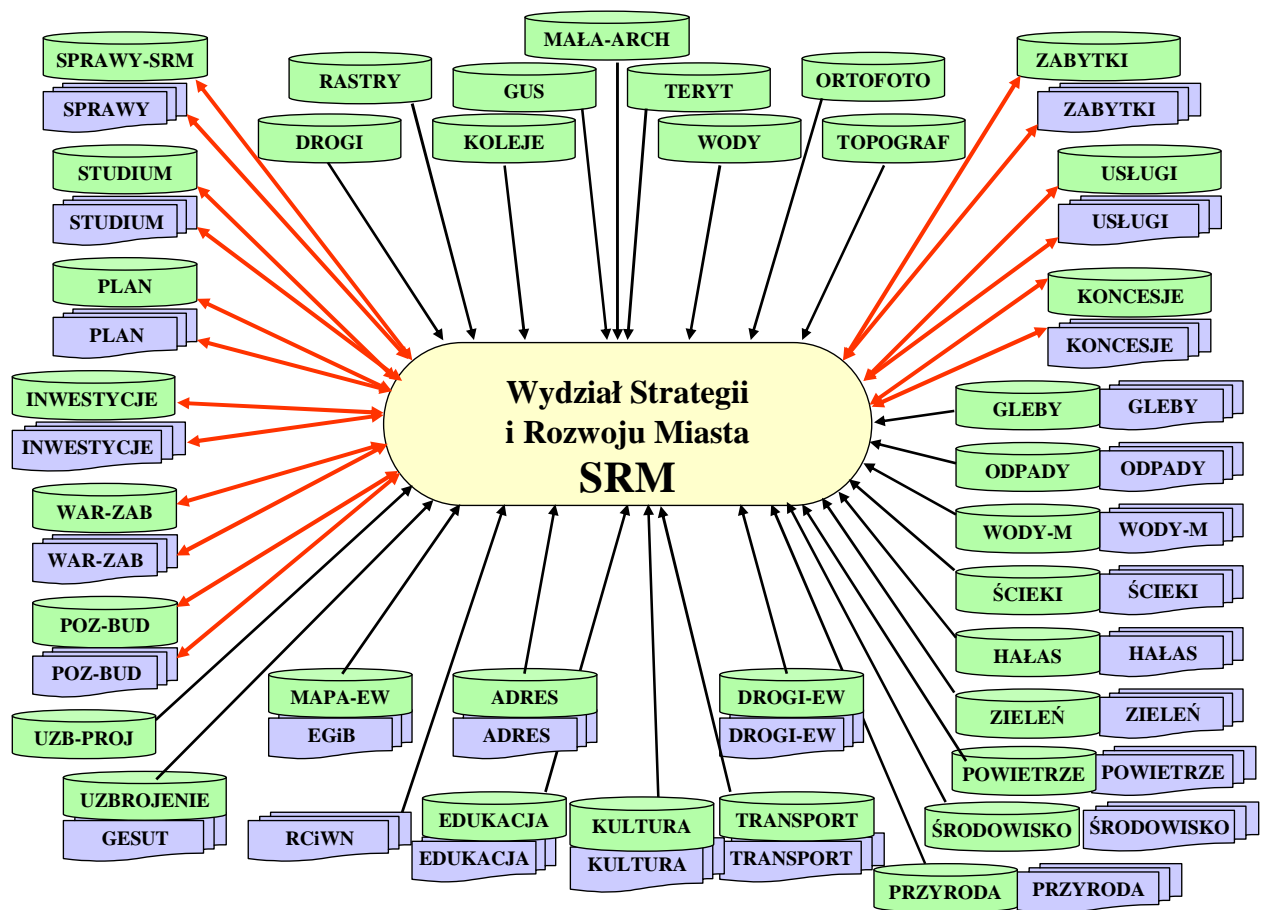 MAŁA-ARCH
SPRAWY-SRM
SPRAWY
RASTRY
GUS
TERYT
ORTOFOTO
ZABYTKI
ZABYTKI
DROGI
KOLEJE
WODY
TOPOGRAF
STUDIUM
STUDIUM
USŁUGI
USŁUGI
PLAN
PLAN
KONCESJE
KONCESJE
Wydział Strategii
i Rozwoju Miasta
SRM
INWESTYCJE
INWESTYCJE
GLEBY
GLEBY
ODPADY
ODPADY
WAR-ZAB
WAR-ZAB
WODY-M
WODY-M
ŚCIEKI
ŚCIEKI
POZ-BUD
POZ-BUD
HAŁAS
HAŁAS
MAPA-EW
EGiB
ADRES
ADRES
DROGI-EW
DROGI-EW
ZIELEŃ
ZIELEŃ
UZB-PROJ
POWIETRZE
POWIETRZE
UZBROJENIE
GESUT
RCiWN
EDUKACJA
EDUKACJA
KULTURA
KULTURA
TRANSPORT
TRANSPORT
ŚRODOWISKO
ŚRODOWISKO
PRZYRODA
PRZYRODA